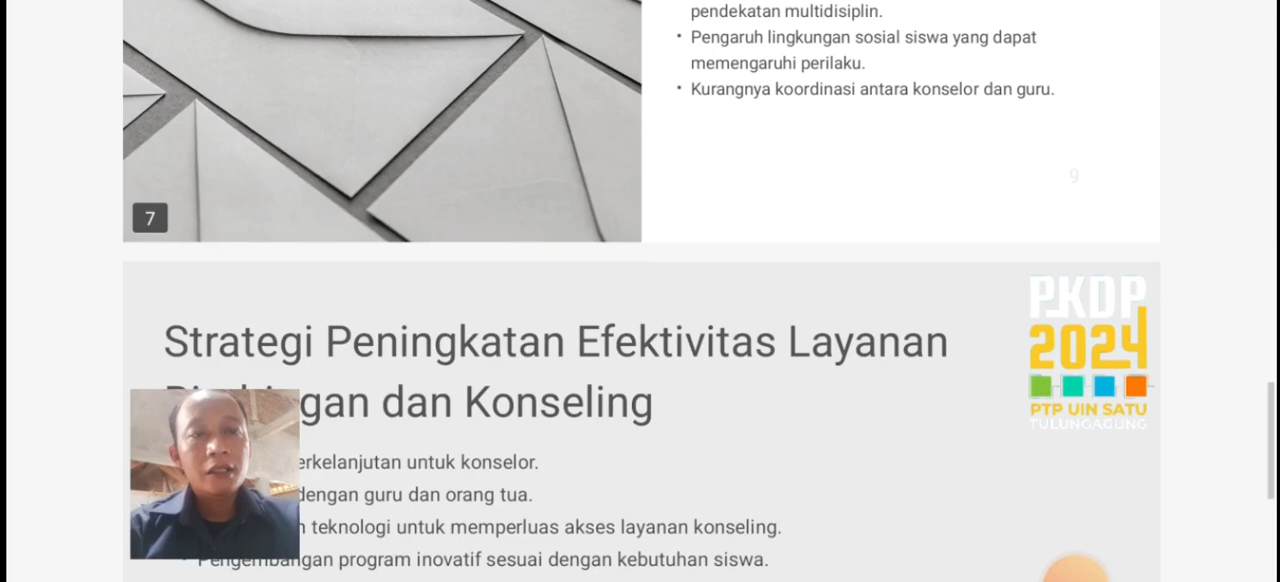 pendekatan multidisiplin.
• Pengaruh lingkungan sosial siswa yang dapat
memengaruhi perilaku.
• Kurangnya koordinasi antara konselor dan guru.
9
7
PKDP
2024
PTP UIN SATU
TULUNGAGUNG
Strategi Peningkatan Efektivitas Layanan
gan dan Konseling
erkelanjutan untuk konselor.
dengan guru dan orang tua.
teknologi untuk memperluas akses layanan konseling.
Pengembangan program inovatif sesuai dengan kebutuhan siswa.